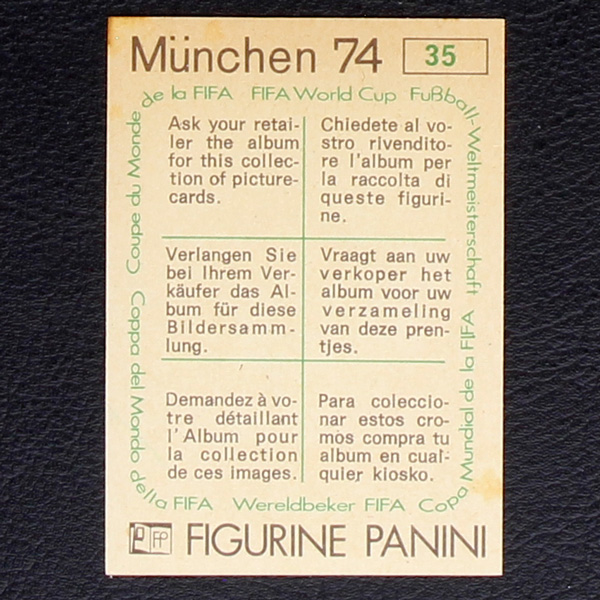 München 74 35
de la FIFA FIFA World Cup Fußball-Weltmeisterschaft
Ask your retai-
ler the album
for this collec-
tion of picture-
cards.
Chiedete al vo-
stro rivendito-
re l'album per
la raccolta di
queste figuri-
ne.
Verlangen Sie
bei Ihrem Ver-
käufer das Al-
bum für diese
Bildersamm-
lung.
Vraagt aan uw
verkoper het
album voor uw
verzameling
van deze pren-
tjes.
Demandez à vo-
tre détaillant
l'Album pour
la collection
de ces images.
Para coleccio-
nar estos cro-
mos compra tu
album en cual-
quier kiosko.
Coupe du Monde
Coppa del Mondo
della FIFA Wereldbeker FIFA Copa Mundial de la FIFA
FP FIGURINE PANINI